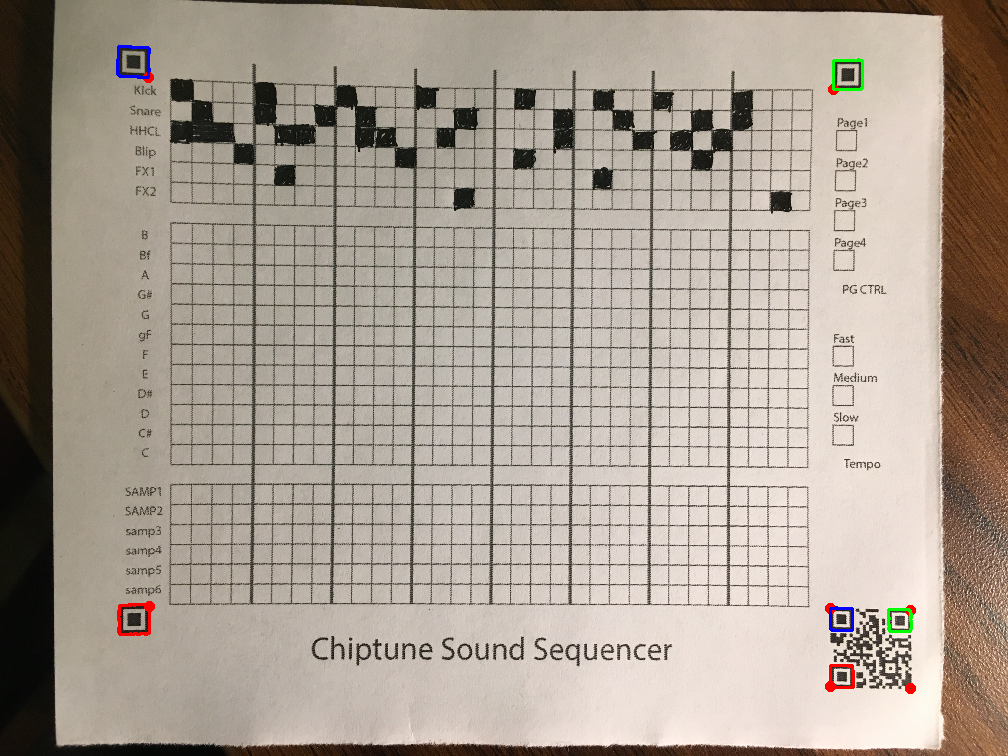 Kick
Snare
HHCL
Blip
FX1
FX2
B
Bf
A
G#
G
gF
F
E
D#
D
C#
C
SAMP1
SAMP2
samp3
samp4
samp5
samp6
Page1
Page2
Page3
Page4
PG CTRL
Fast
Medium
Slow
Tempo
Chiptune Sound Sequencer